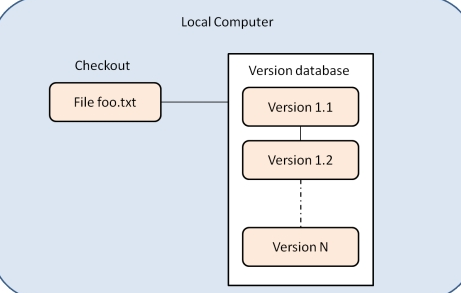 Local Computer
Checkout
File foo.txt
Version database
Version 1.1
Version 1.2
Version N